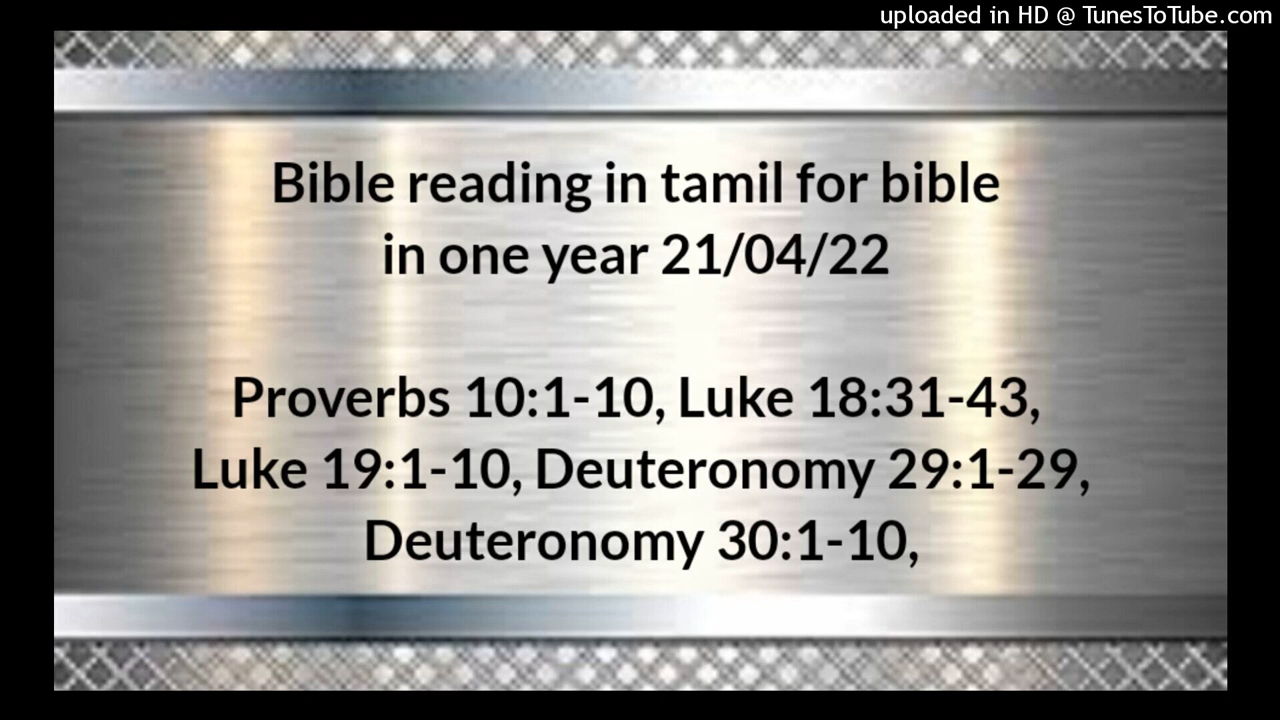 uploaded in HD @ TunesToTube.com
Bible reading in tamil for bible
in one year 21/04/22
Proverbs 10:1-10, Luke 18:31-43,
Luke 19:1-10, Deuteronomy 29:1-29,
Deuteronomy 30:1-10,